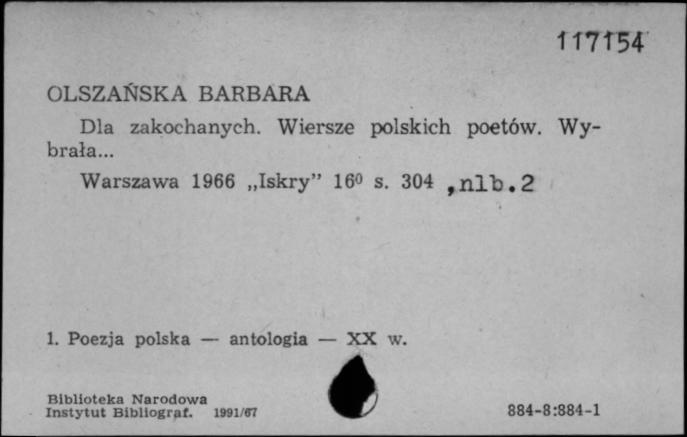 117154
OLSZAŃSKA BARBARA
Dla zakochanych. Wiersze polskich poetów. Wy-
brała...
Warszawa 1966 „Iskry” 16⁰ s. 304 ,nlb.2
1. Poezja polska — antologia — XX w.
Biblioteka Narodowa
Instytut Bibliograf. 1991/67
884-8:884-1